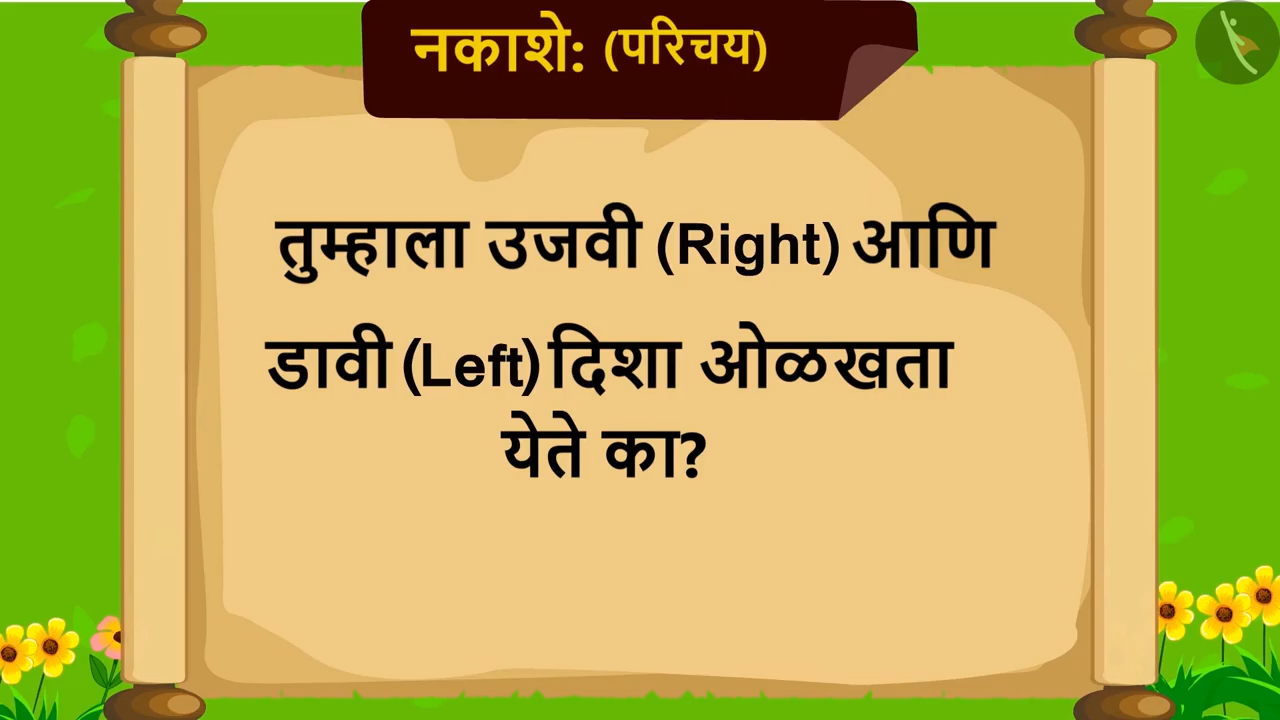 नकाशे: (परिचय)
तुम्हाला उजवी (Right) आणि
डावी (Left) दिशा ओळखता
येते का?